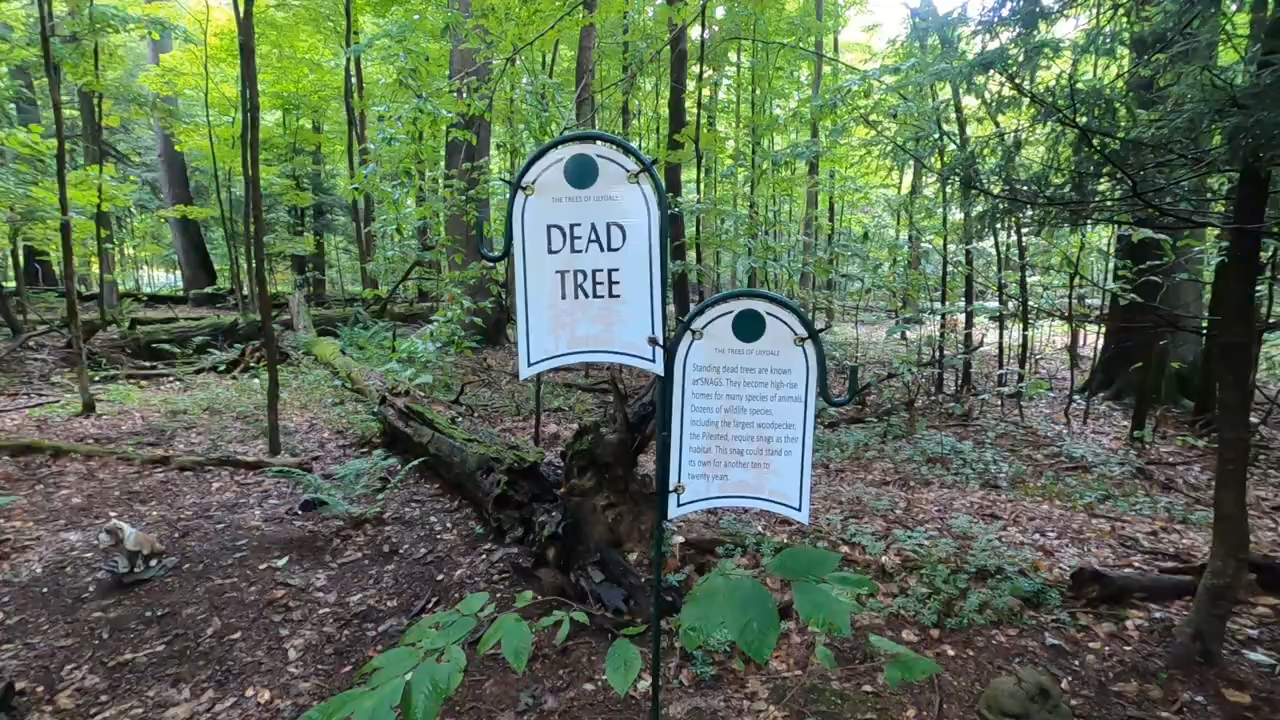 THE TREES OF LILYDALE
DEAD
TREE
THE TREES OF LILYDALE
Standing dead trees are known
as SNAGS. They become high-rise
homes for many species of animals.
Dozens of wildlife species,
including the largest woodpecker,
the Pileated, require snags as their
habitat. This snag could stand on
its own for another ten to
twenty years.